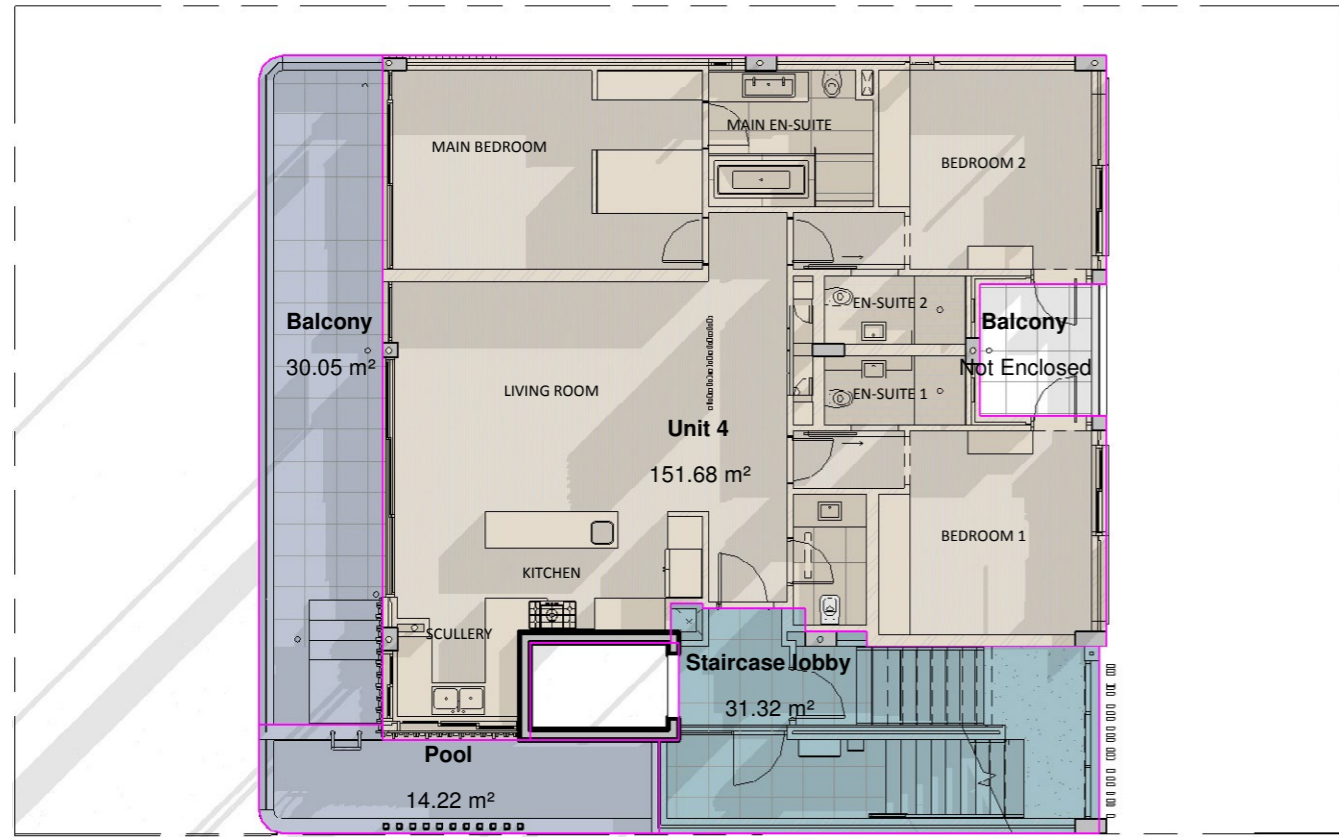 MAIN BEDROOM
MAIN EN-SUITE
BEDROOM 2
Balcony
30.05 m²
EN-SUITE 2
Balcony
Not Enclosed
LIVING ROOM
EN-SUITE 1
Unit 4
151.68 m²
BEDROOM 1
KITCHEN
SCULLERY
Staircase lobby
31.32 m²
Pool
14.22 m²